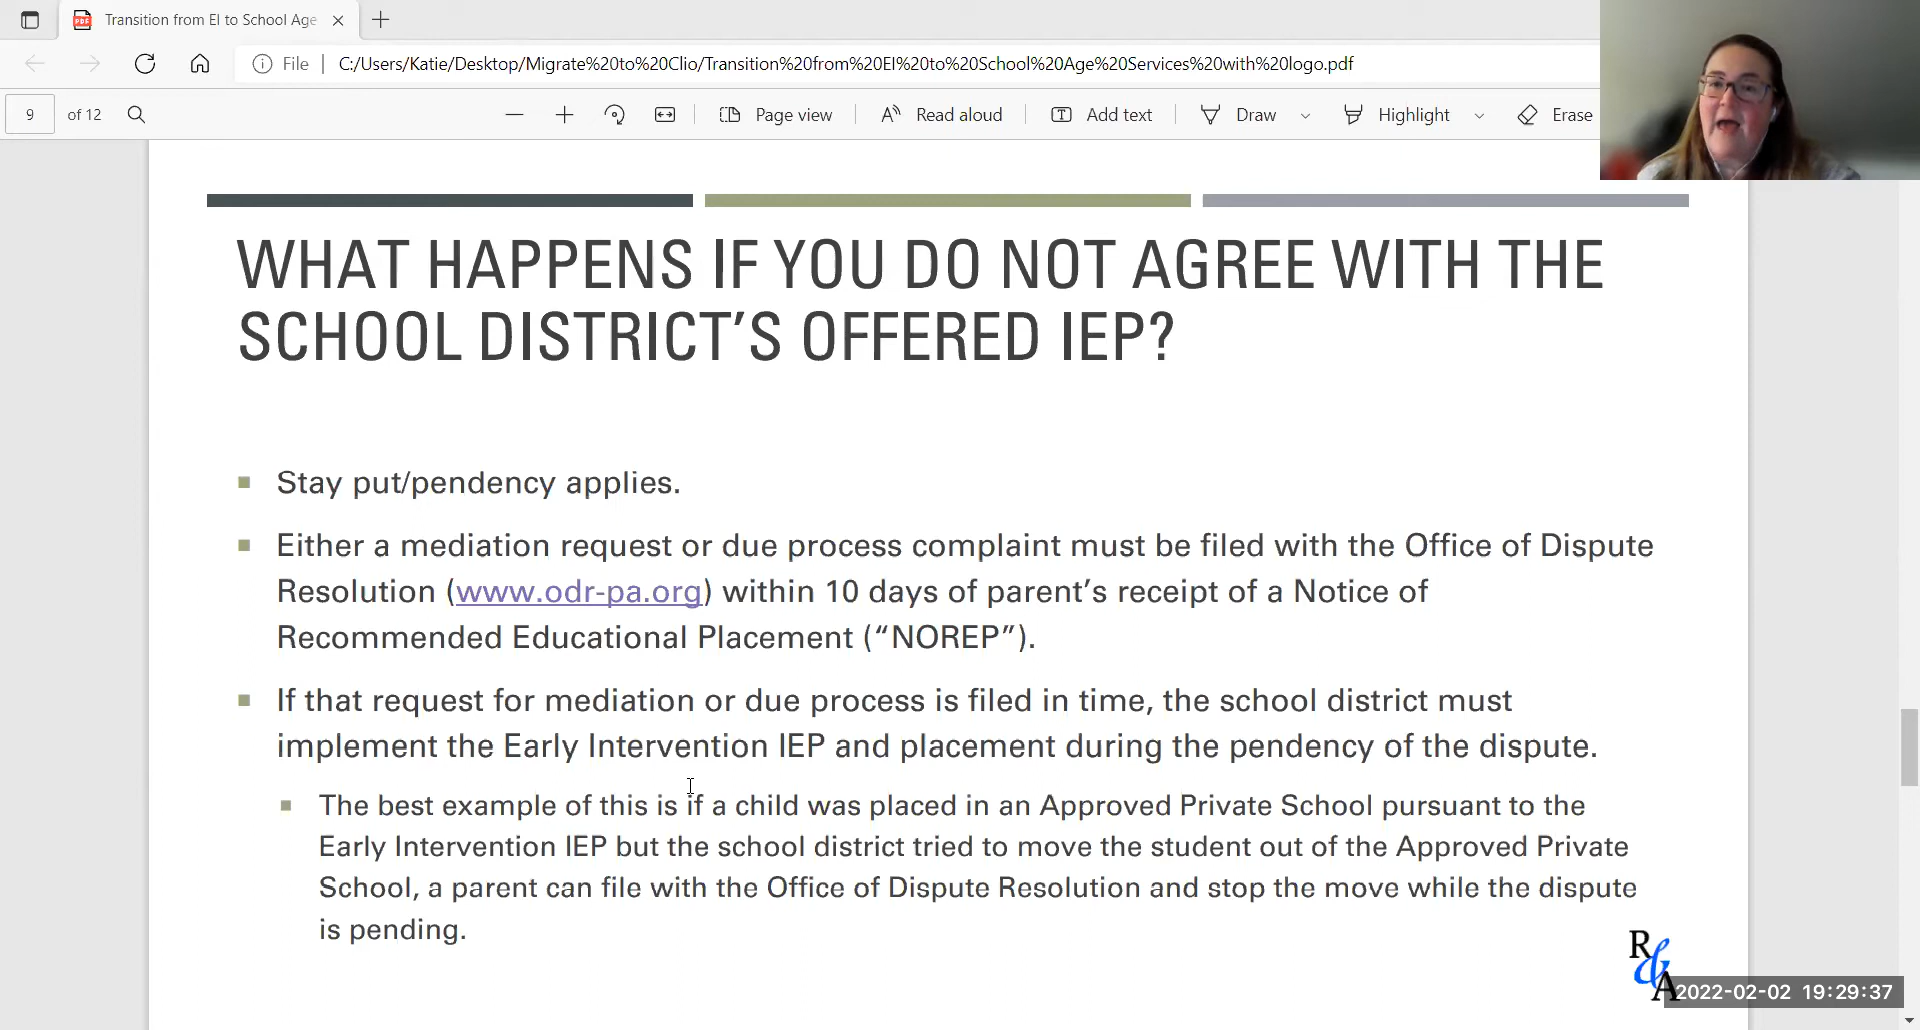 Transition from EI to School Age
File
C:/Users/Katie/Desktop/Migrate%20to%20Clio/Transition%20from%20EI%20to%20School%20Age%20Services%20with%20logo.pdf
9 of 12
Page view
Read aloud
Add text
Draw
Highlight
Erase
WHAT HAPPENS IF YOU DO NOT AGREE WITH THE
SCHOOL DISTRICT’S OFFERED IEP?
Stay put/pendency applies.
Either a mediation request or due process complaint must be filed with the Office of Dispute
Resolution (www.odr-pa.org) within 10 days of parent’s receipt of a Notice of
Recommended Educational Placement (“NOREP”).
If that request for mediation or due process is filed in time, the school district must
implement the Early Intervention IEP and placement during the pendency of the dispute.
The best example of this is if a child was placed in an Approved Private School pursuant to the
Early Intervention IEP but the school district tried to move the student out of the Approved Private
School, a parent can file with the Office of Dispute Resolution and stop the move while the dispute
is pending.
R&A
2022-02-02 19:29:37